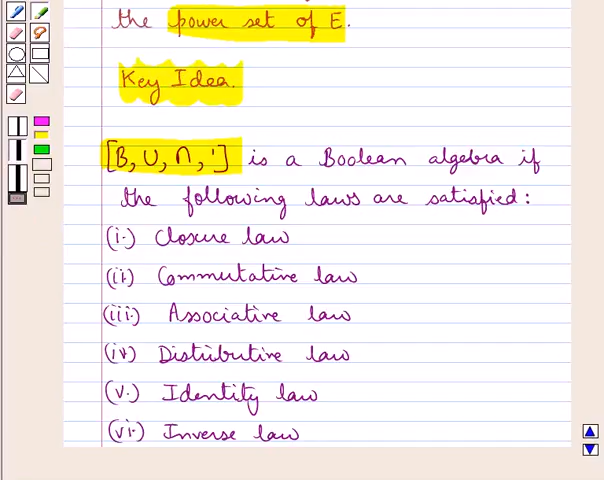 the power set of E.
Key Idea.
[B, ∪, ∩, '] is a Boolean algebra if
the following laws are satisfied:
(i.) Closure law
(ii) Commutative law
(iii.) Associative law
(iv) Distributive law
(v.) Identity law
(vi.) Inverse law